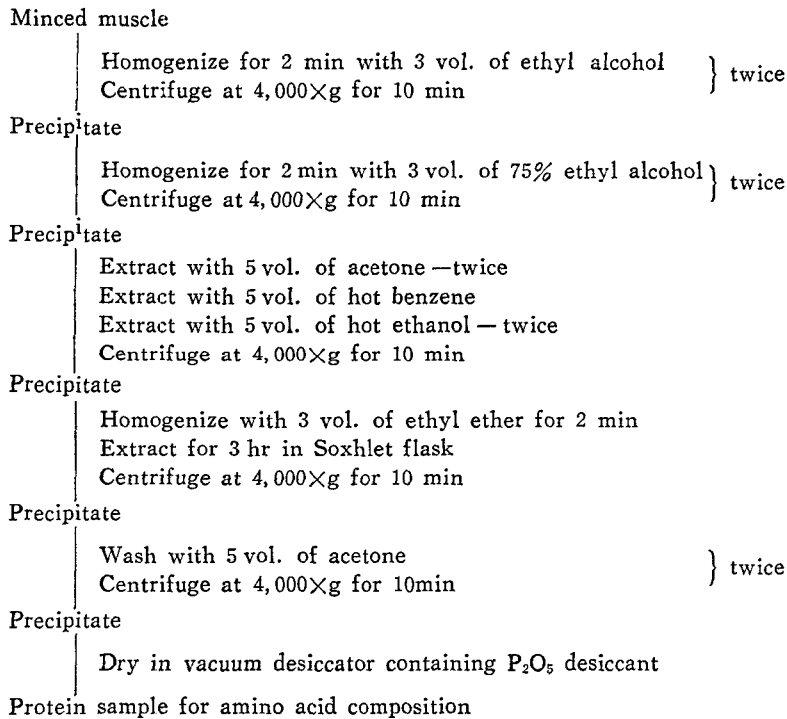 Minced muscle
Homogenize for 2 min with 3 vol. of ethyl alcohol
Centrifuge at 4,000×g for 10 min
} twice
Precipitate
Homogenize for 2 min with 3 vol. of 75% ethyl alcohol
Centrifuge at 4,000×g for 10 min
} twice
Precipitate
Extract with 5 vol. of acetone—twice
Extract with 5 vol. of hot benzene
Extract with 5 vol. of hot ethanol—twice
Centrifuge at 4,000×g for 10 min
Precipitate
Homogenize with 3 vol. of ethyl ether for 2 min
Extract for 3 hr in Soxhlet flask
Centrifuge at 4,000×g for 10 min
Precipitate
Wash with 5 vol. of acetone
Centrifuge at 4,000×g for 10min
} twice
Precipitate
Dry in vacuum desiccator containing P₂O₅ desiccant
Protein sample for amino acid composition